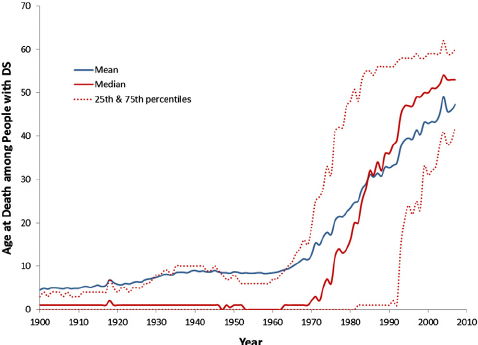 70
60
50
40
30
20
10
0
Age at Death among People with DS
Mean
Median
25th & 75th percentiles
1900 1910 1920 1930 1940 1950 1960 1970 1980 1990 2000 2010
Year